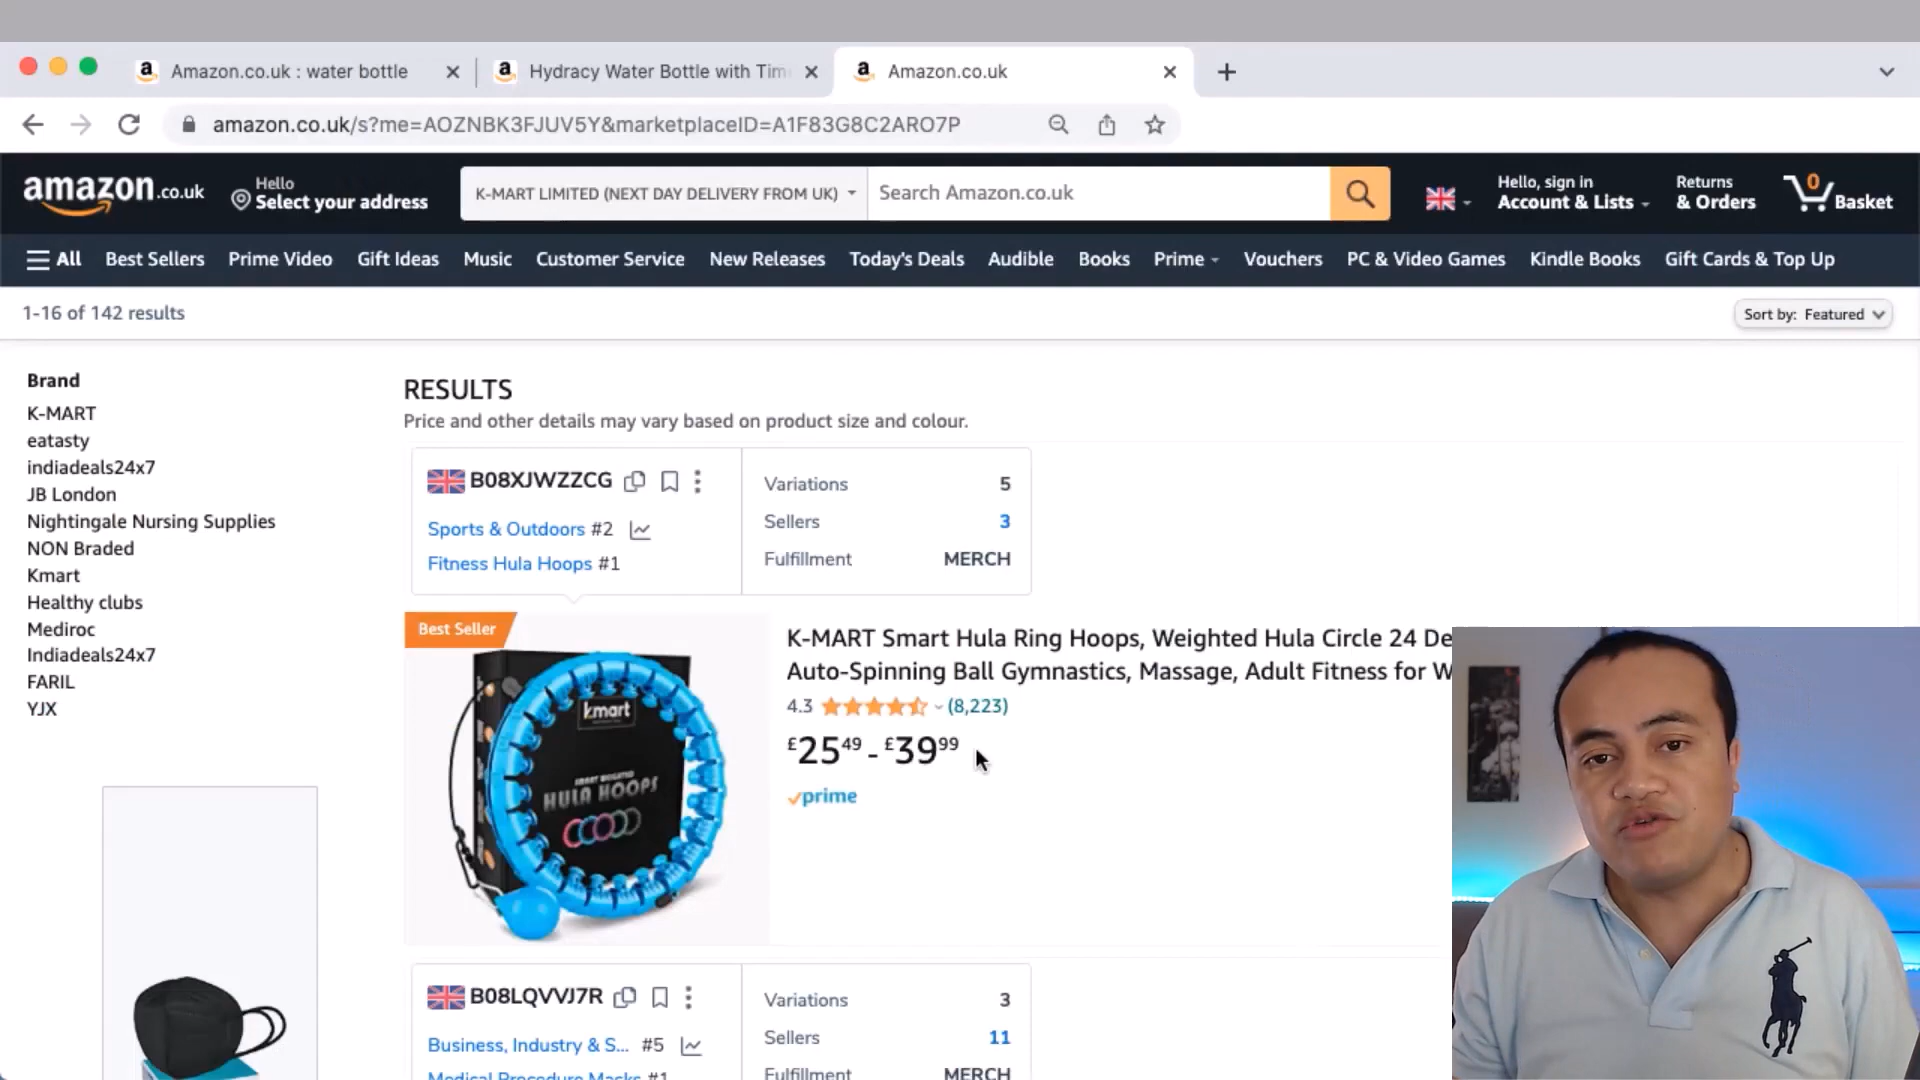 Amazon.co.uk : water bottle
Hydracy Water Bottle with Tim
Amazon.co.uk
amazon.co.uk/s?me=AOZNBK3FJUV5Y&marketplaceID=A1F83G8C2ARO7P
amazon.co.uk
Hello
Select your address
K-MART LIMITED (NEXT DAY DELIVERY FROM UK)
Search Amazon.co.uk
Hello, sign in
Account & Lists
Returns
& Orders
0
Basket
All
Best Sellers
Prime Video
Gift Ideas
Music
Customer Service
New Releases
Today's Deals
Audible
Books
Prime
Vouchers
PC & Video Games
Kindle Books
Gift Cards & Top Up
1-16 of 142 results
Sort by: Featured
Brand
K-MART
eatasty
indiadeals24x7
JB London
Nightingale Nursing Supplies
NON Braded
Kmart
Healthy clubs
Mediroc
Indiadeals24x7
FARIL
YJX
RESULTS
Price and other details may vary based on product size and colour.
B08XJWZZCG
Sports & Outdoors #2
Fitness Hula Hoops #1
Variations 5
Sellers 3
Fulfillment MERCH
Best Seller
kmart
SMART WEIGHTED
HULA HOOPS
K-MART Smart Hula Ring Hoops, Weighted Hula Circle 24 De
Auto-Spinning Ball Gymnastics, Massage, Adult Fitness for W
4.3 (8,223)
£25.49 - £39.99
prime
B08LQVVJ7R
Business, Industry & S... #5
Medical Procedure Masks #1
Variations 3
Sellers 11
Fulfillment MERCH